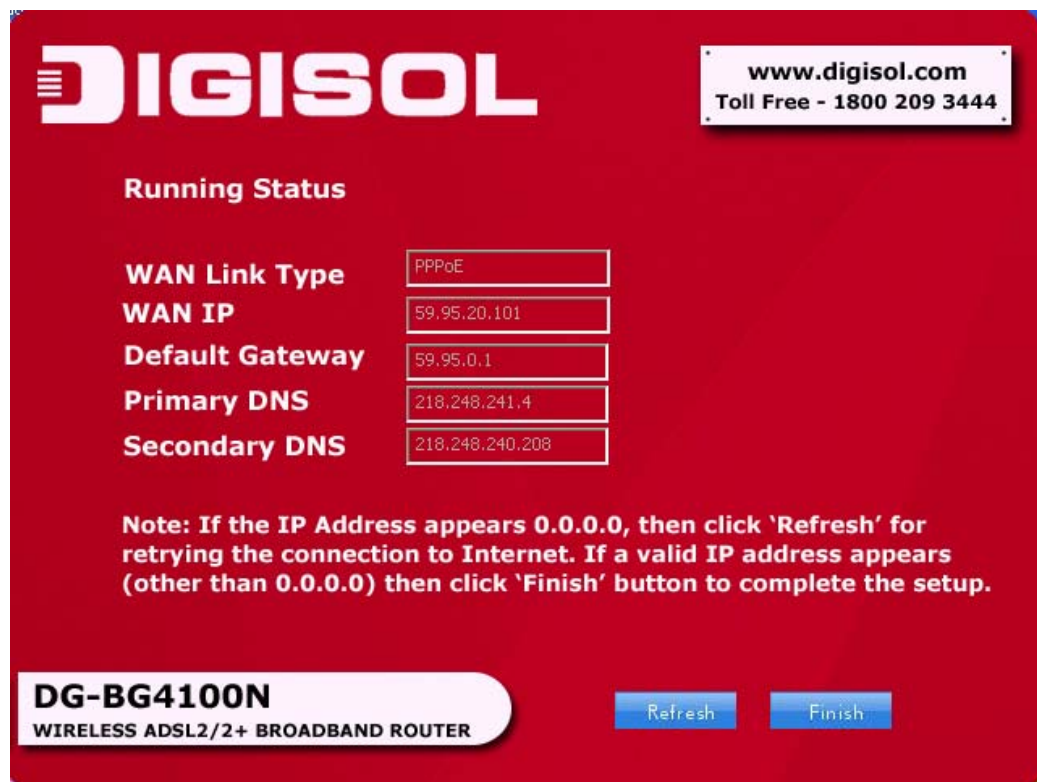 DIGISOL
www.digisol.com
Toll Free - 1800 209 3444
Running Status
WAN Link Type PPPoE
WAN IP 59.95.20.101
Default Gateway 59.95.0.1
Primary DNS 218.248.241.4
Secondary DNS 218.248.240.208
Note: If the IP Address appears 0.0.0.0, then click ‘Refresh’ for
retrying the connection to Internet. If a valid IP address appears
(other than 0.0.0.0) then click ‘Finish’ button to complete the setup.
DG-BG4100N
WIRELESS ADSL2/2+ BROADBAND ROUTER
Refresh Finish